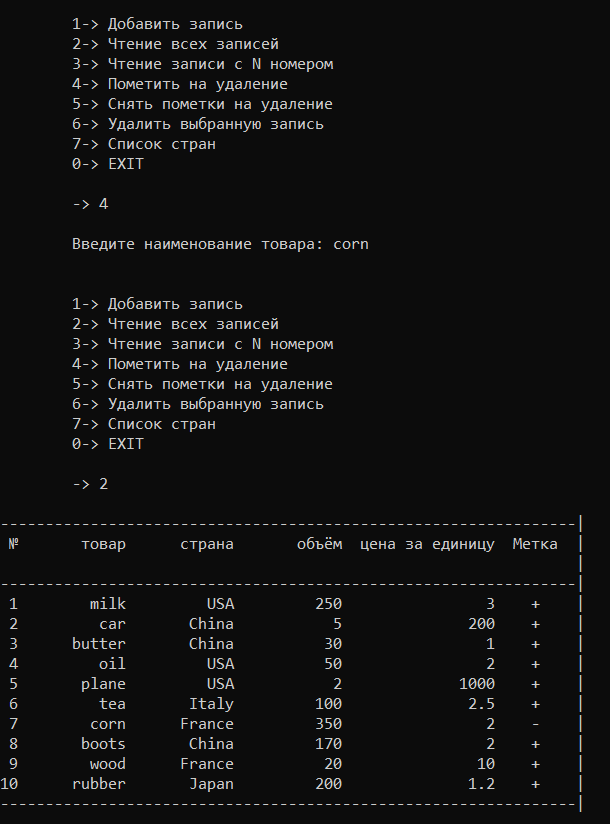 1-> Добавить запись
2-> Чтение всех записей
3-> Чтение записи с N номером
4-> Пометить на удаление
5-> Снять пометки на удаление
6-> Удалить выбранную запись
7-> Список стран
0-> EXIT
-> 4
Введите наименование товара: corn
1-> Добавить запись
2-> Чтение всех записей
3-> Чтение записи с N номером
4-> Пометить на удаление
5-> Снять пометки на удаление
6-> Удалить выбранную запись
7-> Список стран
0-> EXIT
-> 2
----------------------------------------------------------------|
№ товар страна объём цена за единицу Метка |
|
----------------------------------------------------------------|
1 milk USA 250 3 + |
2 car China 5 200 + |
3 butter China 30 1 + |
4 oil USA 50 2 + |
5 plane USA 2 1000 + |
6 tea Italy 100 2.5 + |
7 corn France 350 2 - |
8 boots China 170 2 + |
9 wood France 20 10 + |
10 rubber Japan 200 1.2 + |
----------------------------------------------------------------|